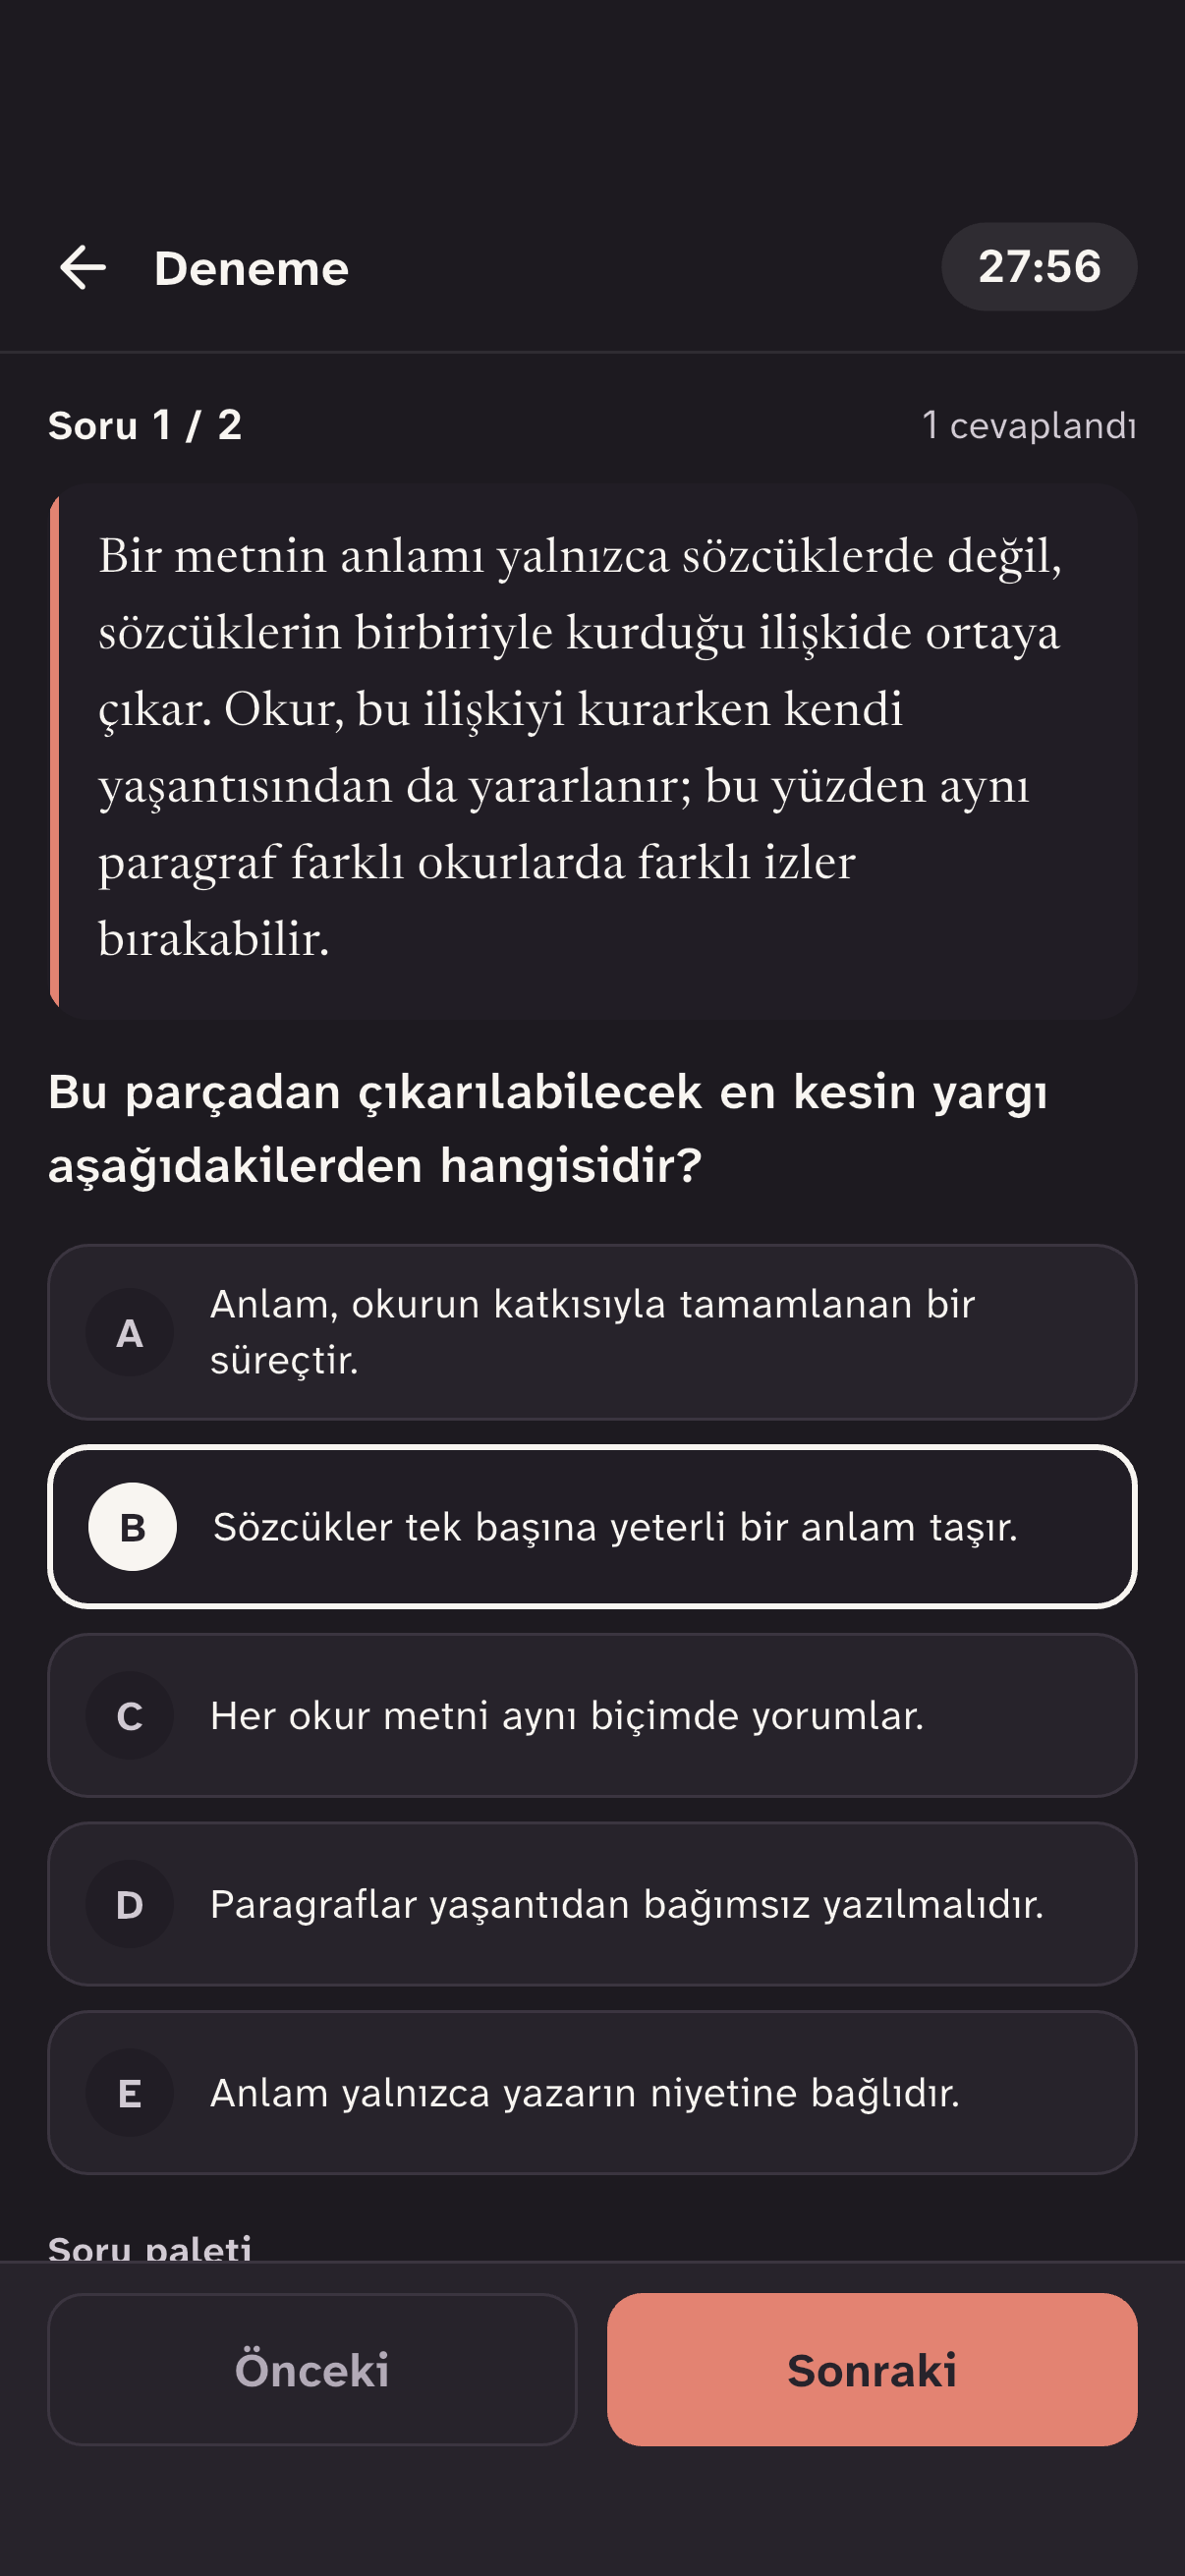 Deneme
27:56
Soru 1 / 2
1 cevaplandı
Bir metnin anlamı yalnızca sözcüklerde değil,
sözcüklerin birbiriyle kurduğu ilişkide ortaya
çıkar. Okur, bu ilişkiyi kurarken kendi
yaşantısından da yararlanır; bu yüzden aynı
paragraf farklı okurlarda farklı izler
bırakabilir.
Bu parçadan çıkarılabilecek en kesin yargı
aşağıdakilerden hangisidir?
A
Anlam, okurun katkısıyla tamamlanan bir
süreçtir.
B
Sözcükler tek başına yeterli bir anlam taşır.
C
Her okur metni aynı biçimde yorumlar.
D
Paragraflar yaşantıdan bağımsız yazılmalıdır.
E
Anlam yalnızca yazarın niyetine bağlıdır.
Soru paleti
Önceki
Sonraki